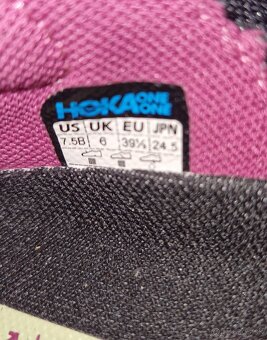 HOKA ONE ONE
US UK EU JPN
7.5B 6 39⅓ 24.5